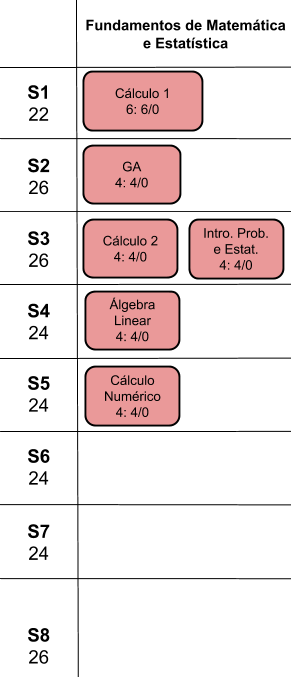 Fundamentos de Matemática
e Estatística
S1
22
Cálculo 1
6: 6/0
S2
26
GA
4: 4/0
S3
26
Cálculo 2
4: 4/0
Intro. Prob.
e Estat.
4: 4/0
S4
24
Álgebra
Linear
4: 4/0
S5
24
Cálculo
Numérico
4: 4/0
S6
24
S7
24
S8
26